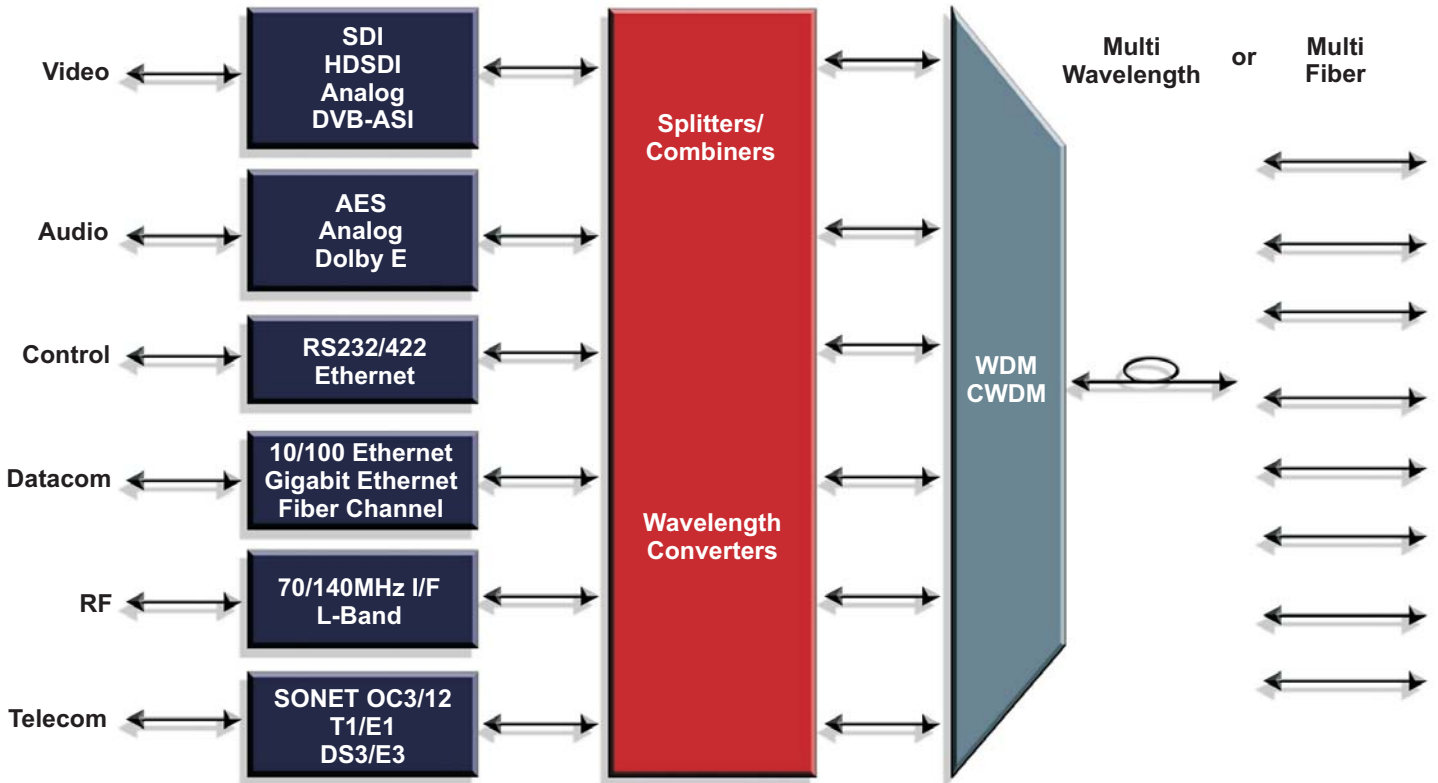 Video
SDI
HDSDI
Analog
DVB-ASI
Audio
AES
Analog
Dolby E
Control
RS232/422
Ethernet
Datacom
10/100 Ethernet
Gigabit Ethernet
Fiber Channel
RF
70/140MHz I/F
L-Band
Telecom
SONET OC3/12
T1/E1
DS3/E3
Splitters/
Combiners
Wavelength
Converters
WDM
CWDM
Multi
Wavelength
or
Multi
Fiber